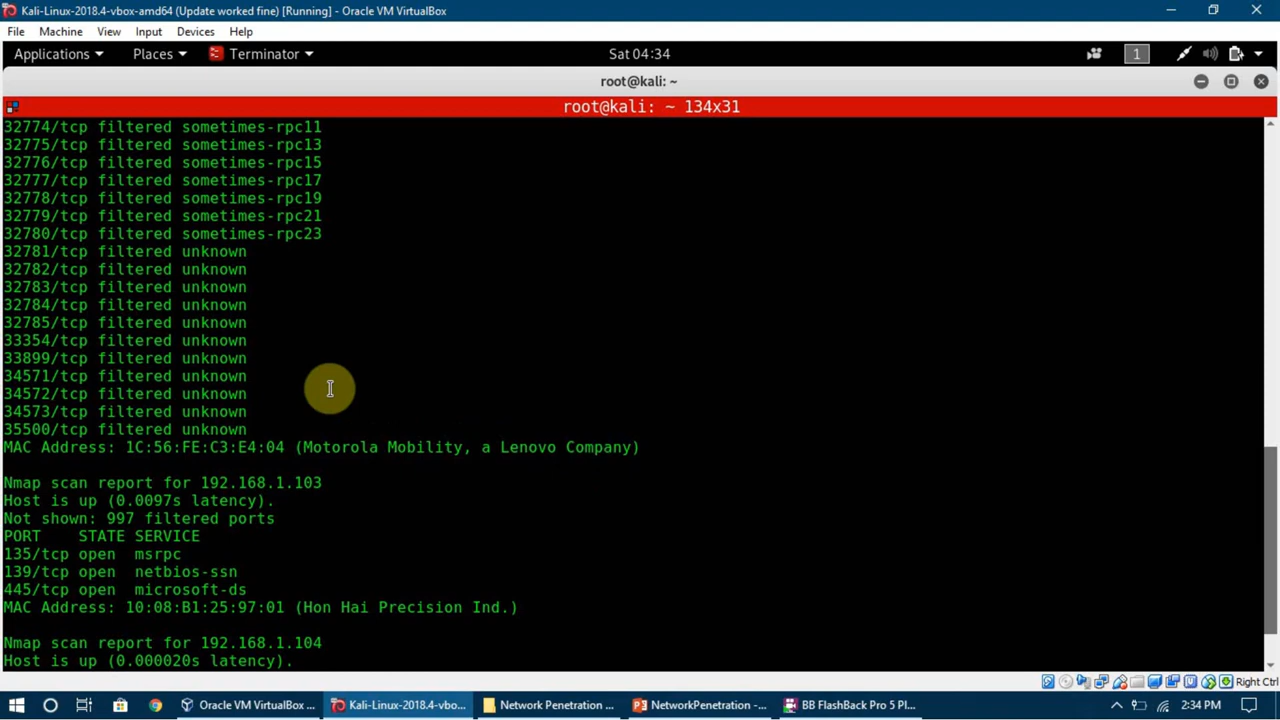 Kali-Linux-2018.4-vbox-amd64 (Update worked fine) [Running] - Oracle VM VirtualBox
File Machine View Input Devices Help
Applications Places Terminator Sat 04:34 1
root@kali: ~
root@kali: ~ 134x31
32774/tcp filtered sometimes-rpc11
32775/tcp filtered sometimes-rpc13
32776/tcp filtered sometimes-rpc15
32777/tcp filtered sometimes-rpc17
32778/tcp filtered sometimes-rpc19
32779/tcp filtered sometimes-rpc21
32780/tcp filtered sometimes-rpc23
32781/tcp filtered unknown
32782/tcp filtered unknown
32783/tcp filtered unknown
32784/tcp filtered unknown
32785/tcp filtered unknown
33354/tcp filtered unknown
33899/tcp filtered unknown
34571/tcp filtered unknown
34572/tcp filtered unknown
34573/tcp filtered unknown
35500/tcp filtered unknown
MAC Address: 1C:56:FE:C3:E4:04 (Motorola Mobility, a Lenovo Company)
Nmap scan report for 192.168.1.103
Host is up (0.0097s latency).
Not shown: 997 filtered ports
PORT STATE SERVICE
135/tcp open msrpc
139/tcp open netbios-ssn
445/tcp open microsoft-ds
MAC Address: 10:08:B1:25:97:01 (Hon Hai Precision Ind.)
Nmap scan report for 192.168.1.104
Host is up (0.000020s latency).
Right Ctrl
Oracle VM VirtualBox ... Kali-Linux-2018.4-vbo... Network Penetration ... NetworkPenetration -... BB FlashBack Pro 5 Pl... 2:34 PM